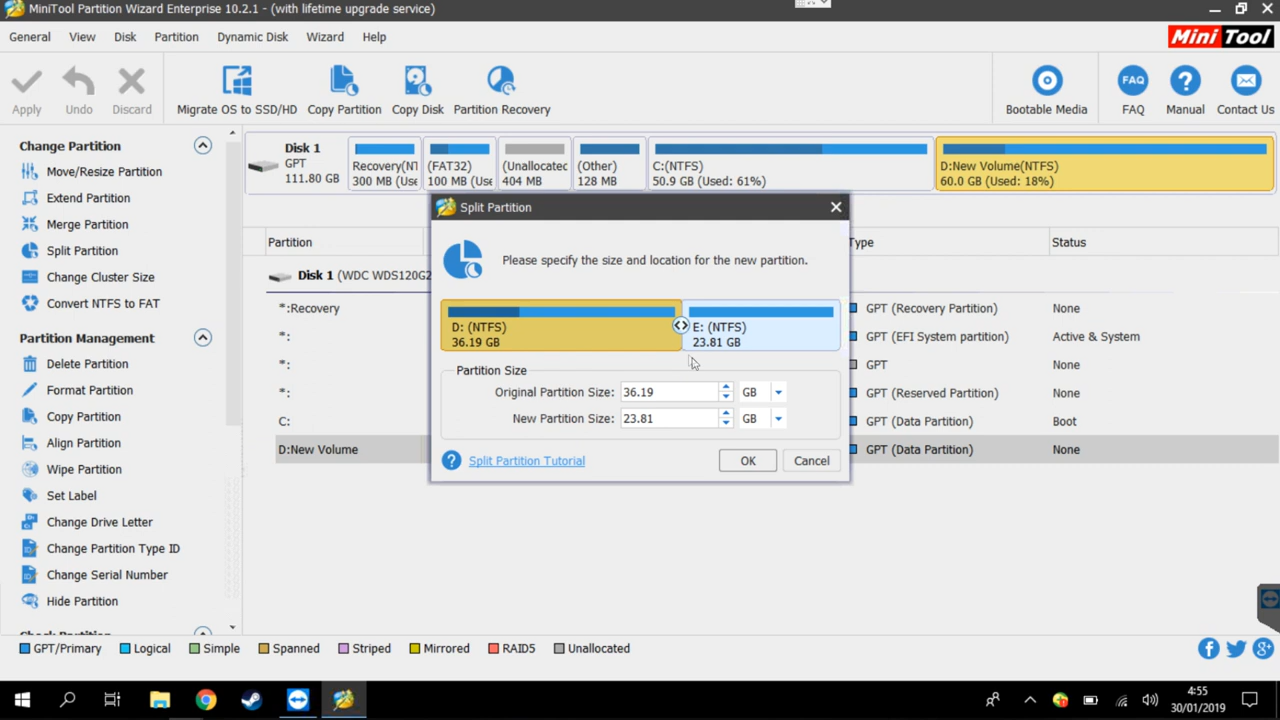 MiniTool Partition Wizard Enterprise 10.2.1 - (with lifetime upgrade service)
General View Disk Partition Dynamic Disk Wizard Help
Mini Tool
Apply Undo Discard Migrate OS to SSD/HD Copy Partition Copy Disk Partition Recovery Bootable Media FAQ Manual Contact Us
FAQ
Change Partition
Move/Resize Partition
Extend Partition
Merge Partition
Split Partition
Change Cluster Size
Convert NTFS to FAT
Partition Management
Delete Partition
Format Partition
Copy Partition
Align Partition
Wipe Partition
Set Label
Change Drive Letter
Change Partition Type ID
Change Serial Number
Hide Partition
Disk 1
GPT
111.80 GB
Recovery(NT
300 MB (Use
(FAT32)
100 MB (Use
(Unallocated
404 MB
(Other)
128 MB
C:(NTFS)
50.9 GB (Used: 61%)
D:New Volume(NTFS)
60.0 GB (Used: 18%)
Partition Type Status
Disk 1 (WDC WDS120G2
*:Recovery GPT (Recovery Partition) None
*: GPT (EFI System partition) Active & System
*: GPT None
*: GPT (Reserved Partition) None
C: GPT (Data Partition) Boot
D:New Volume GPT (Data Partition) None
Split Partition
Please specify the size and location for the new partition.
D: (NTFS)
36.19 GB
E: (NTFS)
23.81 GB
Partition Size
Original Partition Size: 36.19 GB
New Partition Size: 23.81 GB
Split Partition Tutorial
OK Cancel
GPT/Primary Logical Simple Spanned Striped Mirrored RAID5 Unallocated
4:55
30/01/2019